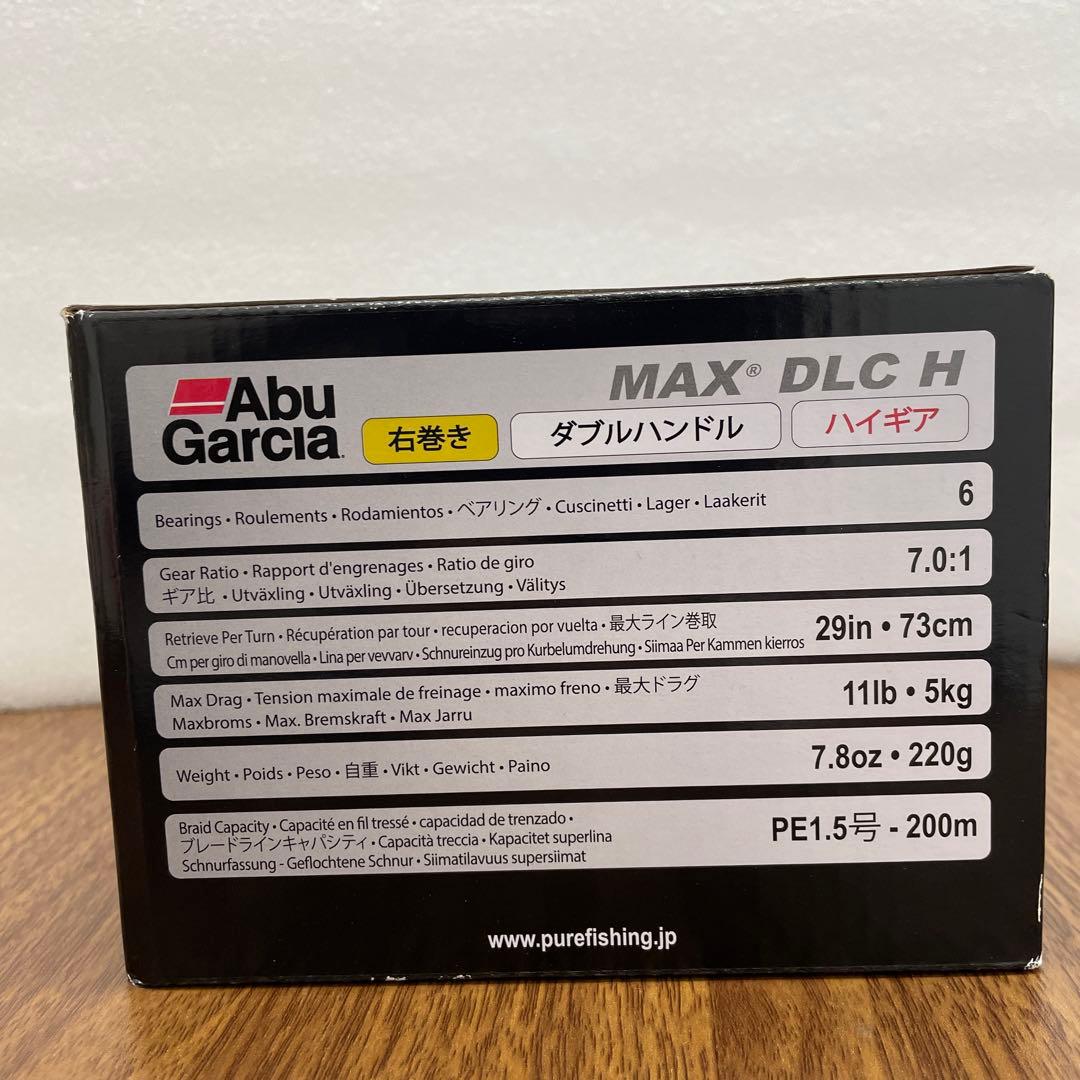 Abu
Garcia
MAX® DLC H
右巻き
ダブルハンドル
ハイギア
Bearings • Roulements • Rodamientos • ベアリング • Cuscinetti • Lager • Laakerit
6
Gear Ratio • Rapport d'engrenages • Ratio de giro
ギア比 • Utväxling • Utväxling • Übersetzung • Välitys
7.0:1
Retrieve Per Turn • Récupération par tour • recuperacion por vuelta • 最大ライン巻取
Cm per giro di manovella • Lina per vevvarv • Schnureinzug pro Kurbelumdrehung • Siimaa Per Kammen kierros
29in • 73cm
Max Drag • Tension maximale de freinage • maximo freno • 最大ドラグ
Maxbroms • Max. Bremskraft • Max Jarru
11lb • 5kg
Weight • Poids • Peso • 自重 • Vikt • Gewicht • Paino
7.8oz • 220g
Braid Capacity • Capacité en fil tressé • capacidad de trenzado •
ブレードラインキャパシティ • Capacità treccia • Kapacitet superlina
Schnurfassung - Geflochtene Schnur • Siimatilavuus supersiimat
PE1.5号 - 200m
www.purefishing.jp